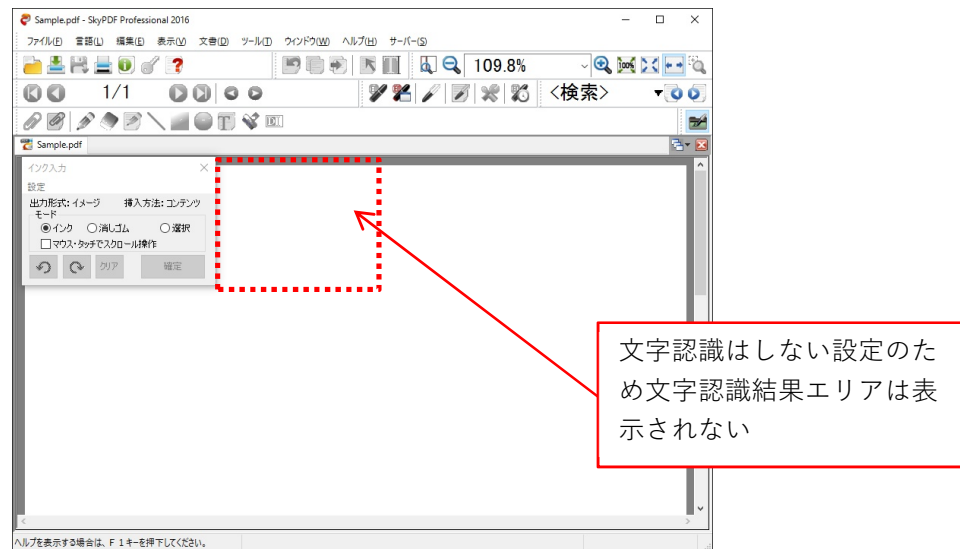 Sample.pdf - SkyPDF Professional 2016
ファイル(F) 言語(L) 編集(E) 表示(V) 文書(D) ツール(T) ウィンドウ(W) ヘルプ(H) サーバー(S)
109.8%
100%
1/1
<検索>
Sample.pdf
インク入力
設定
出力形式: イメージ 挿入方法: コンテンツ
モード
インク 消しゴム 選択
マウス・タッチでスクロール操作
クリア 確定
文字認識はしない設定のた
め文字認識結果エリアは表
示されない
ヘルプを表示する場合は、F1キーを押下してください。